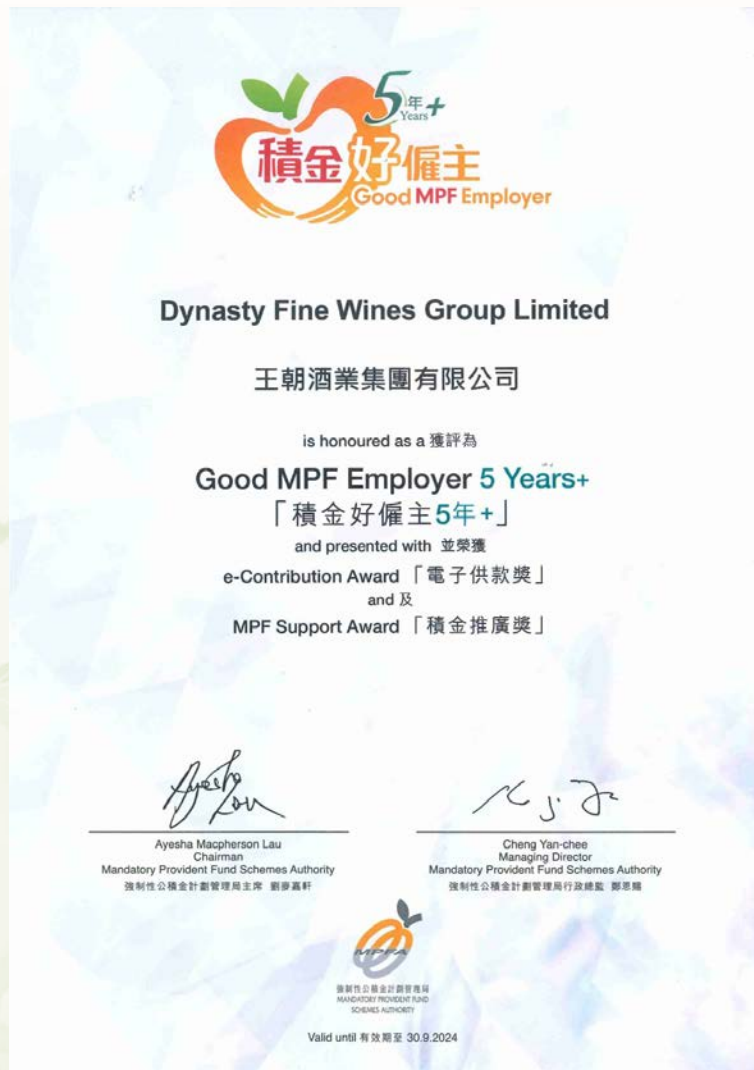 5年+
Years
積金好僱主
Good MPF Employer
Dynasty Fine Wines Group Limited
王朝酒業集團有限公司
is honoured as a 獲評為
Good MPF Employer 5 Years+
「積金好僱主5年+」
and presented with 並榮獲
e-Contribution Award 「電子供款獎」
and 及
MPF Support Award 「積金推廣獎」
Ayesha Lau
Ayesha Macpherson Lau
Chairman
Mandatory Provident Fund Schemes Authority
強制性公積金計劃管理局主席 劉麥嘉軒
Cheng Yan-chee
Managing Director
Mandatory Provident Fund Schemes Authority
強制性公積金計劃管理局行政總監 鄭恩賜
MPFA
強制性公積金計劃管理局
MANDATORY PROVIDENT FUND
SCHEMES AUTHORITY
Valid until 有效期至 30.9.2024